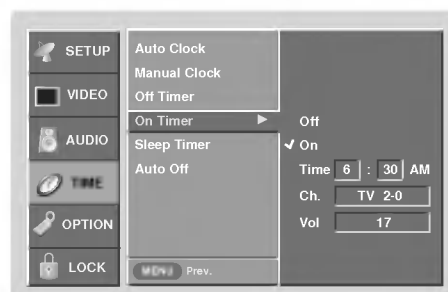 SETUP
VIDEO
AUDIO
TIME
OPTION
LOCK
Auto Clock
Manual Clock
Off Timer
On Timer
Sleep Timer
Auto Off
MENU Prev.
Off
On
Time 6 : 30 AM
Ch. TV 2-0
Vol 17